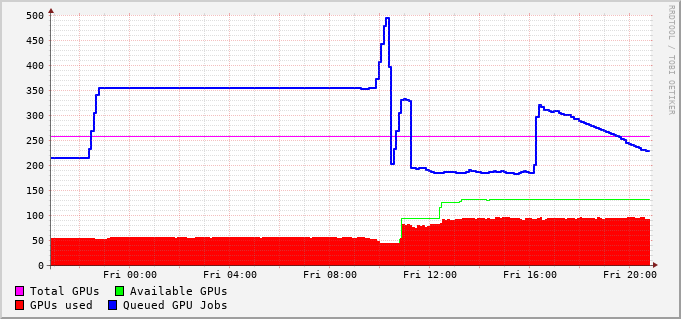 500
450
400
350
300
250
200
150
100
50
0
Fri 00:00 Fri 04:00 Fri 08:00 Fri 12:00 Fri 16:00 Fri 20:00
Total GPUs Available GPUs
GPUs used Queued GPU Jobs
RRDTOOL / TOBI OETIKER